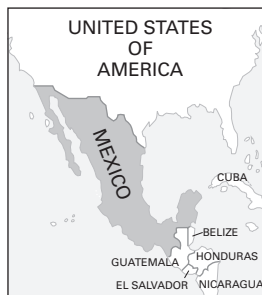 UNITED STATES
OF
AMERICA
MEXICO
CUBA
BELIZE
GUATEMALA
HONDURAS
EL SALVADOR
NICARAGUA